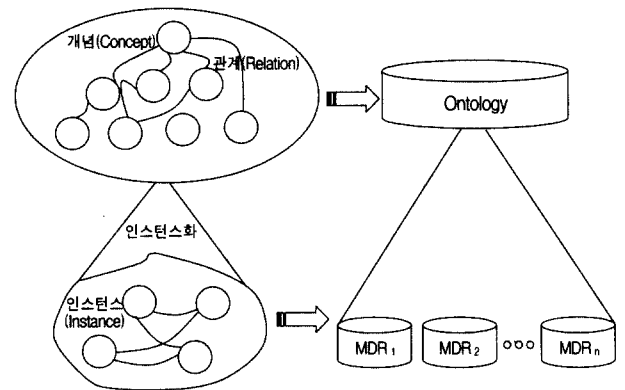 개념(Concept)
관계(Relation)
Ontology
인스턴스화
인스턴스
(Instance)
MDR1
MDR2
MDRn